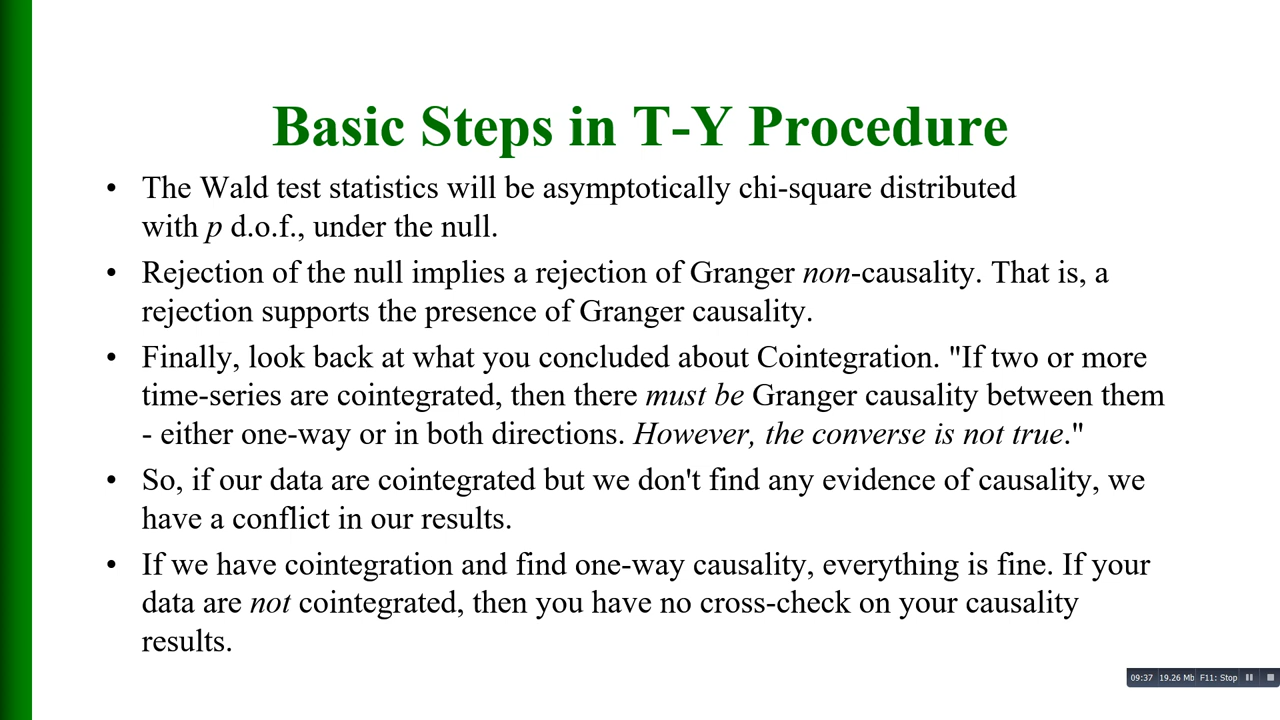 Basic Steps in T-Y Procedure
• The Wald test statistics will be asymptotically chi-square distributed
with p d.o.f., under the null.
• Rejection of the null implies a rejection of Granger non-causality. That is, a
rejection supports the presence of Granger causality.
• Finally, look back at what you concluded about Cointegration. "If two or more
time-series are cointegrated, then there must be Granger causality between them
- either one-way or in both directions. However, the converse is not true."
• So, if our data are cointegrated but we don't find any evidence of causality, we
have a conflict in our results.
• If we have cointegration and find one-way causality, everything is fine. If your
data are not cointegrated, then you have no cross-check on your causality
results.
09:37 19.26 Mb F11: Stop